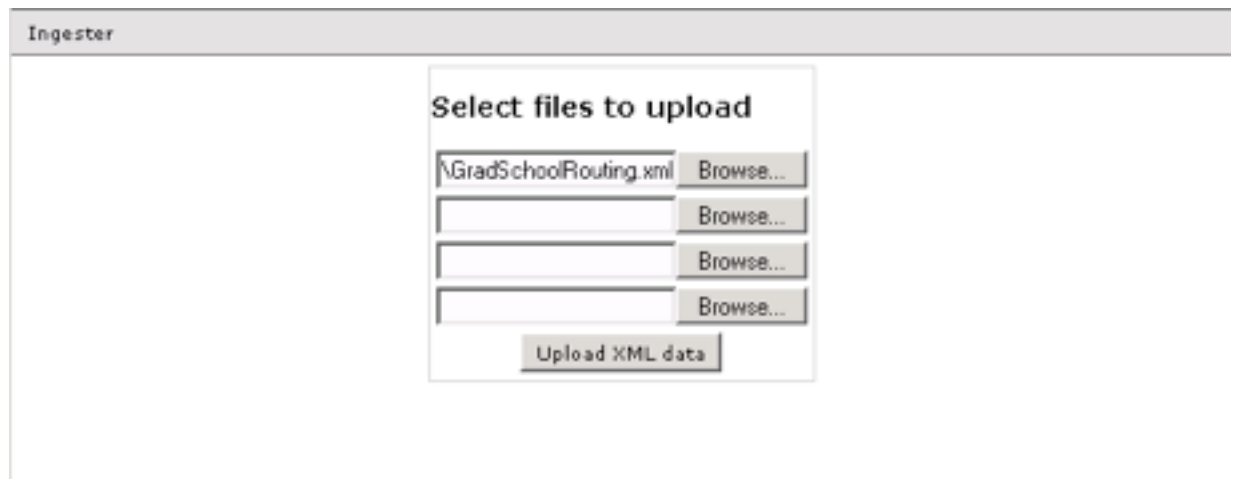 Ingester
Select files to upload
\GradSchoolRouting.xml Browse...
Browse...
Browse...
Browse...
Upload XML data